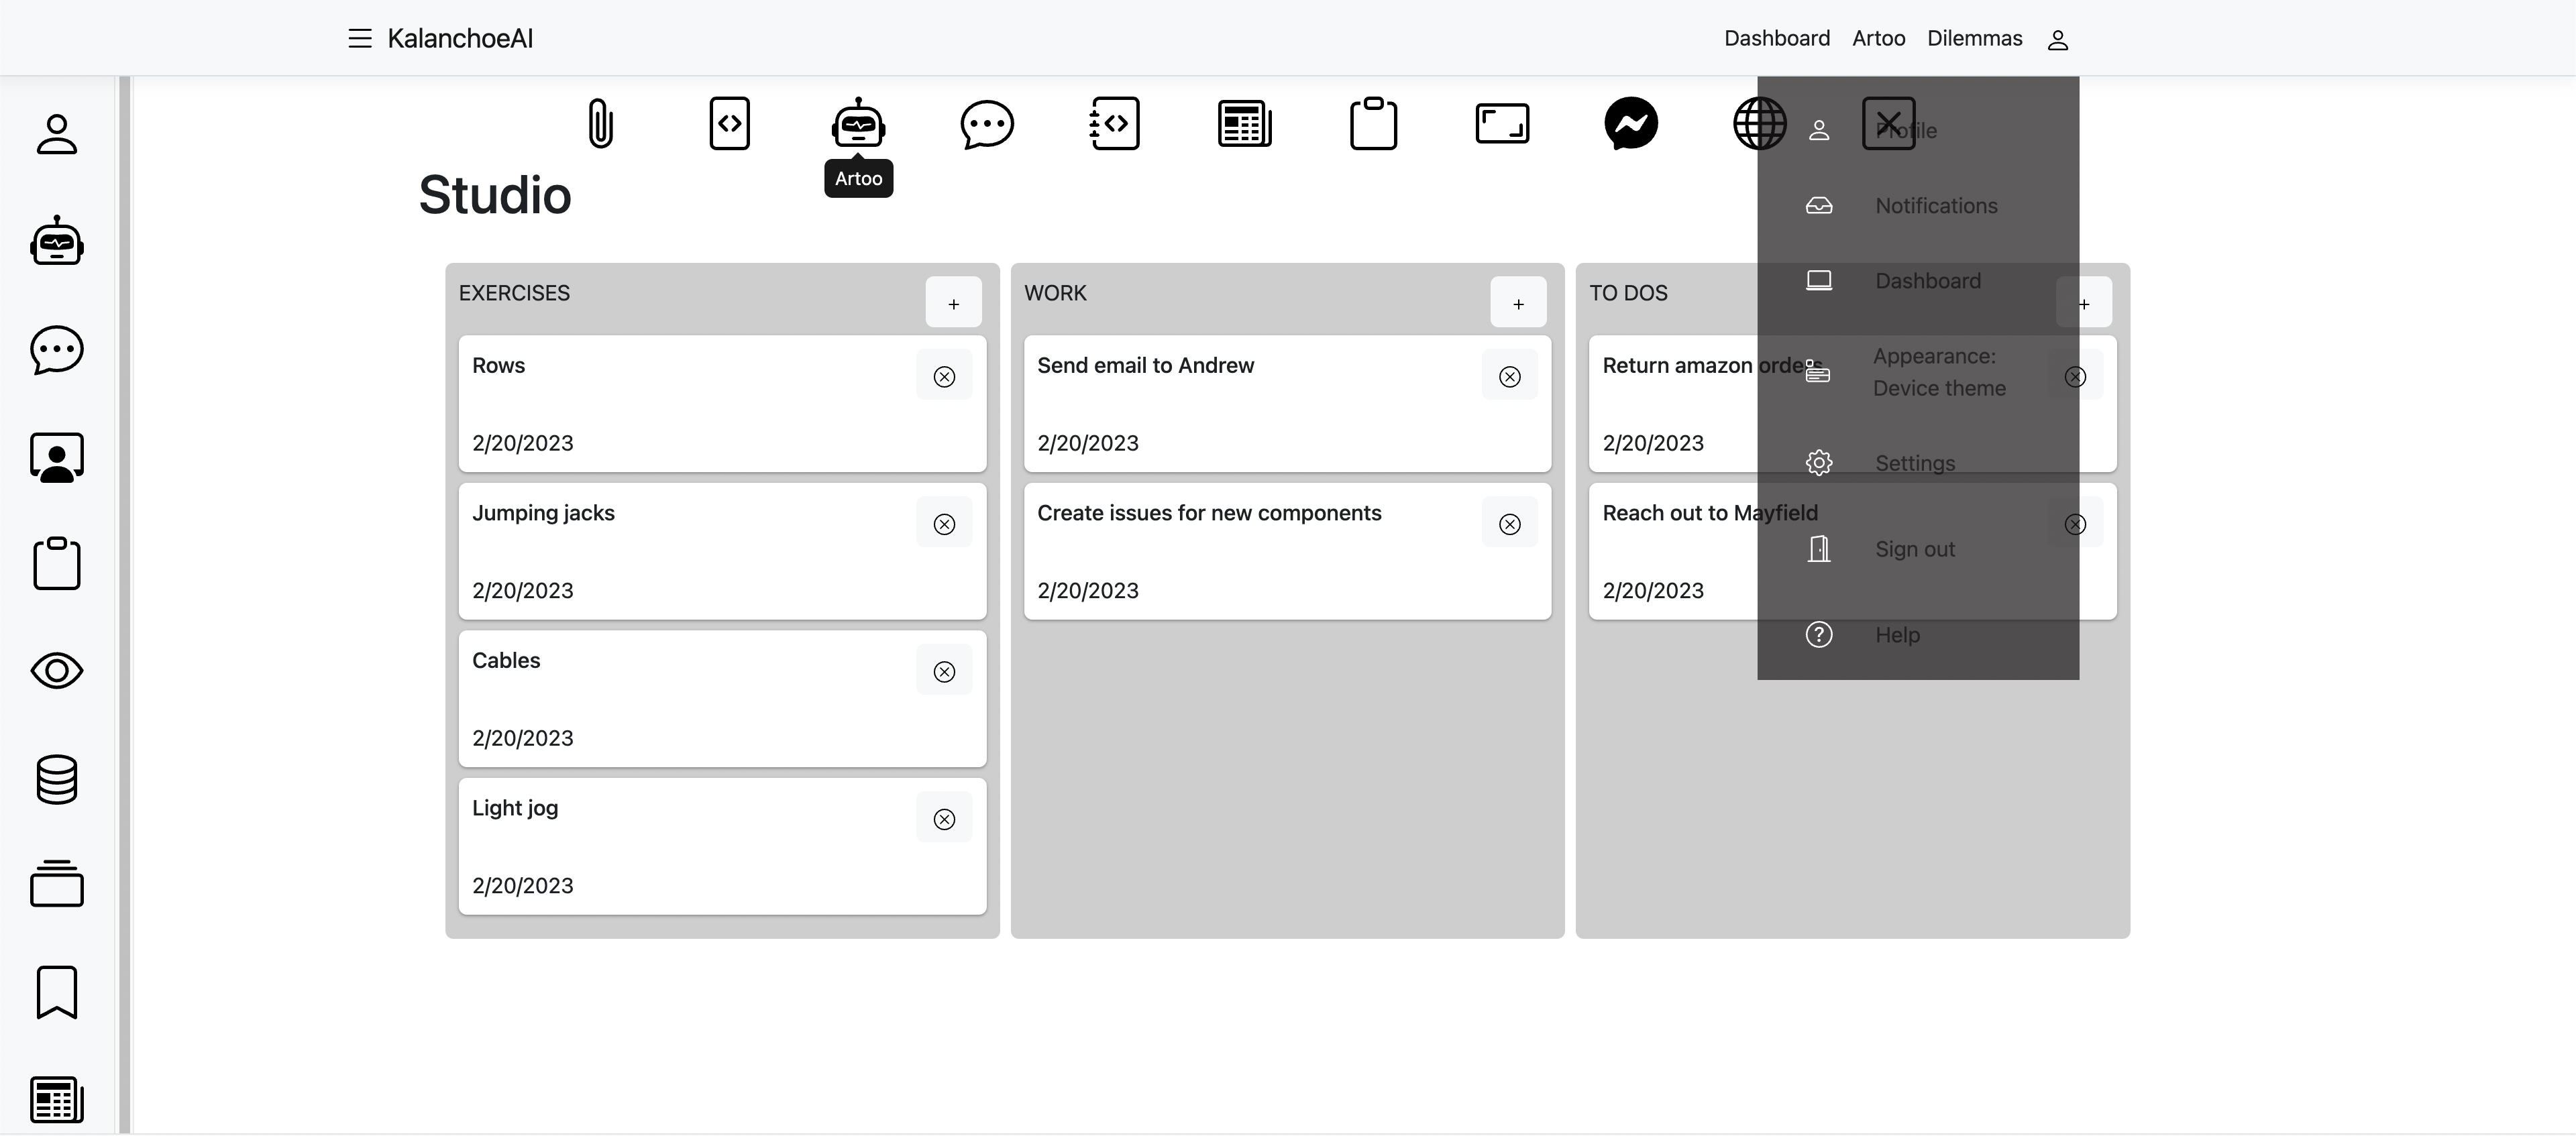 KalanchoeAI
Dashboard Artoo Dilemmas
Artoo
Studio
EXERCISES
+
Rows
2/20/2023
Jumping jacks
2/20/2023
Cables
2/20/2023
Light jog
2/20/2023
WORK
+
Send email to Andrew
2/20/2023
Create issues for new components
2/20/2023
TO DOS
+
Return amazon orders
2/20/2023
Reach out to Mayfield
2/20/2023
Profile
Notifications
Dashboard
Appearance:
Device theme
Settings
Sign out
Help